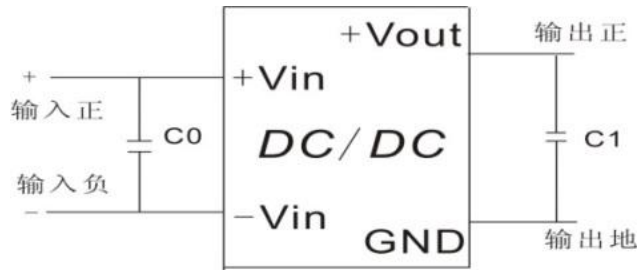 +Vout
输出正
+
+Vin
输入正
C0
DC/DC
C1
输入负
−
−Vin
GND
输出地